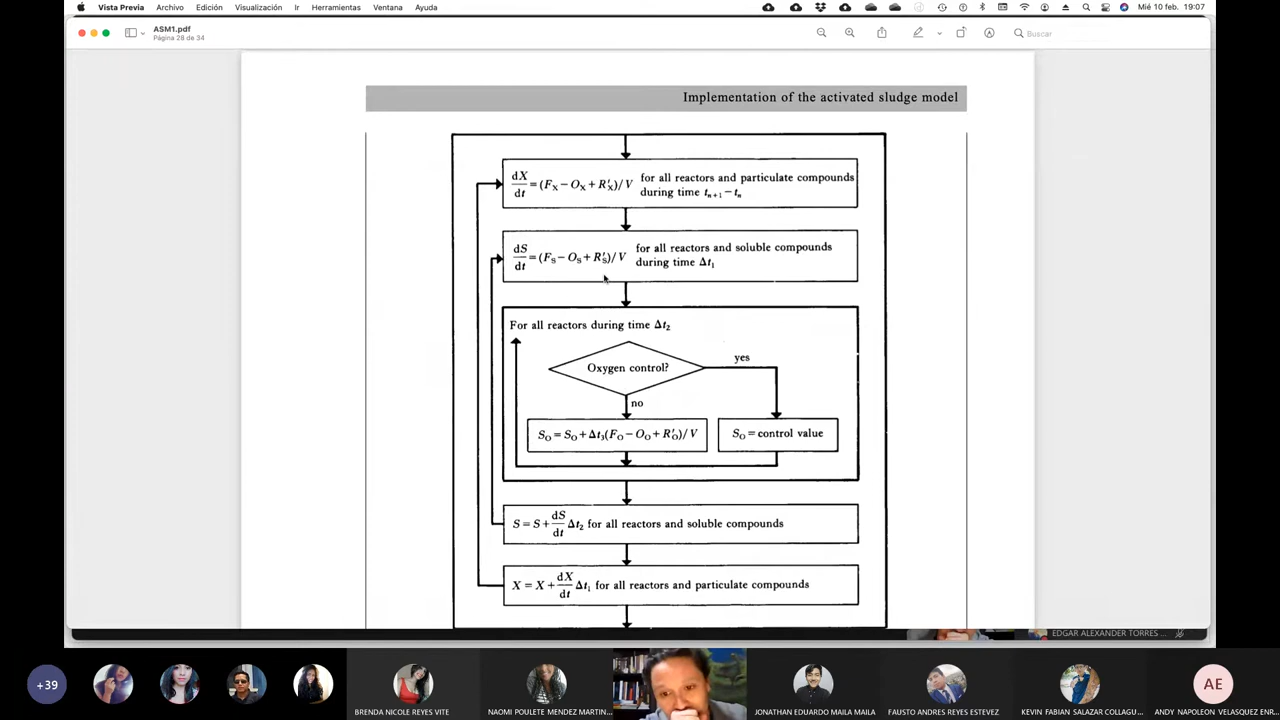 Vista Previa Archivo Edición Visualización Ir Herramientas Ventana Ayuda
Mié 10 feb. 19:07
ASM1.pdf
Página 28 de 34
Buscar
Implementation of the activated sludge model
dX/dt = (F_X − O_X + R'_X)/V for all reactors and particulate compounds
during time t_{n+1} − t_n
dS/dt = (F_S − O_S + R'_S)/V for all reactors and soluble compounds
during time Δt_1
For all reactors during time Δt_2
Oxygen control?
yes
no
S_O = S_O + Δt_3(F_O − O_O + R'_O)/V
S_O = control value
S = S + dS/dt Δt_2 for all reactors and soluble compounds
X = X + dX/dt Δt_1 for all reactors and particulate compounds
EDGAR ALEXANDER TORRES ...
+39
BRENDA NICOLE REYES VITE
NAOMI POULETE MENDEZ MARTIN...
JONATHAN EDUARDO MAILA MAILA
FAUSTO ANDRES REYES ESTEVEZ
KEVIN FABIAN SALAZAR COLLAGU...
AE
ANDY NAPOLEON VELASQUEZ ENR...